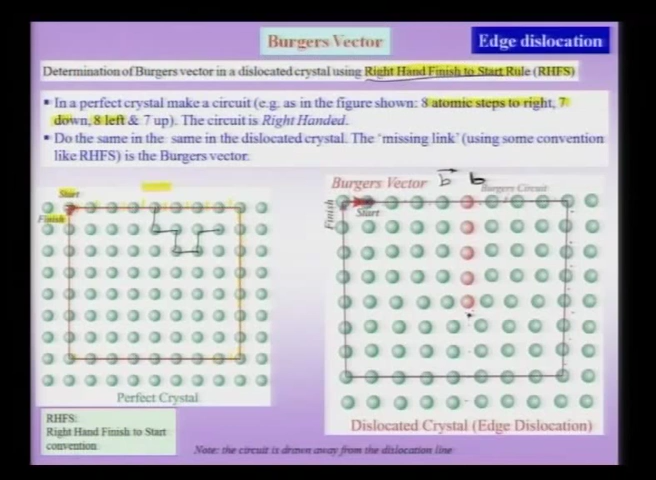 Burgers Vector
Edge dislocation
Determination of Burgers vector in a dislocated crystal using Right Hand Finish to Start Rule (RHFS)
▪ In a perfect crystal make a circuit (e.g. as in the figure shown: 8 atomic steps to right, 7
down, 8 left & 7 up). The circuit is Right Handed.
▪ Do the same in the same in the dislocated crystal. The 'missing link' (using some convention
like RHFS) is the Burgers vector.
Start
Finish
Perfect Crystal
RHFS:
Right Hand Finish to Start
convention
Burgers Vector b b
Burgers Circuit
Finish
Start
Dislocated Crystal (Edge Dislocation)
Note: the circuit is drawn away from the dislocation line